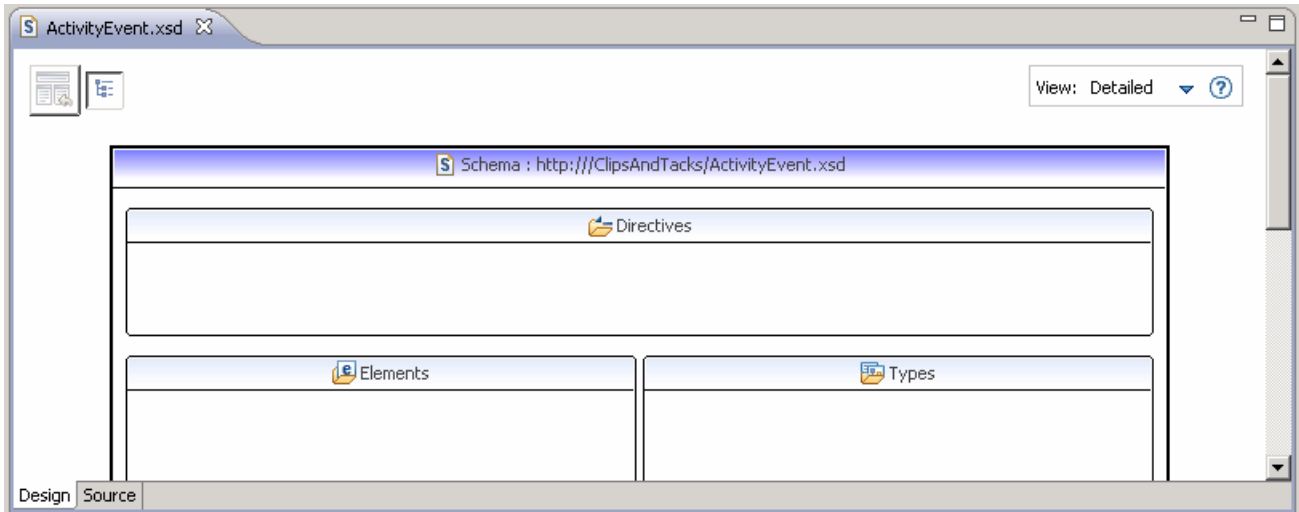 ActivityEvent.xsd
View: Detailed
Schema : http:///ClipsAndTacks/ActivityEvent.xsd
Directives
Elements
Types
Design
Source